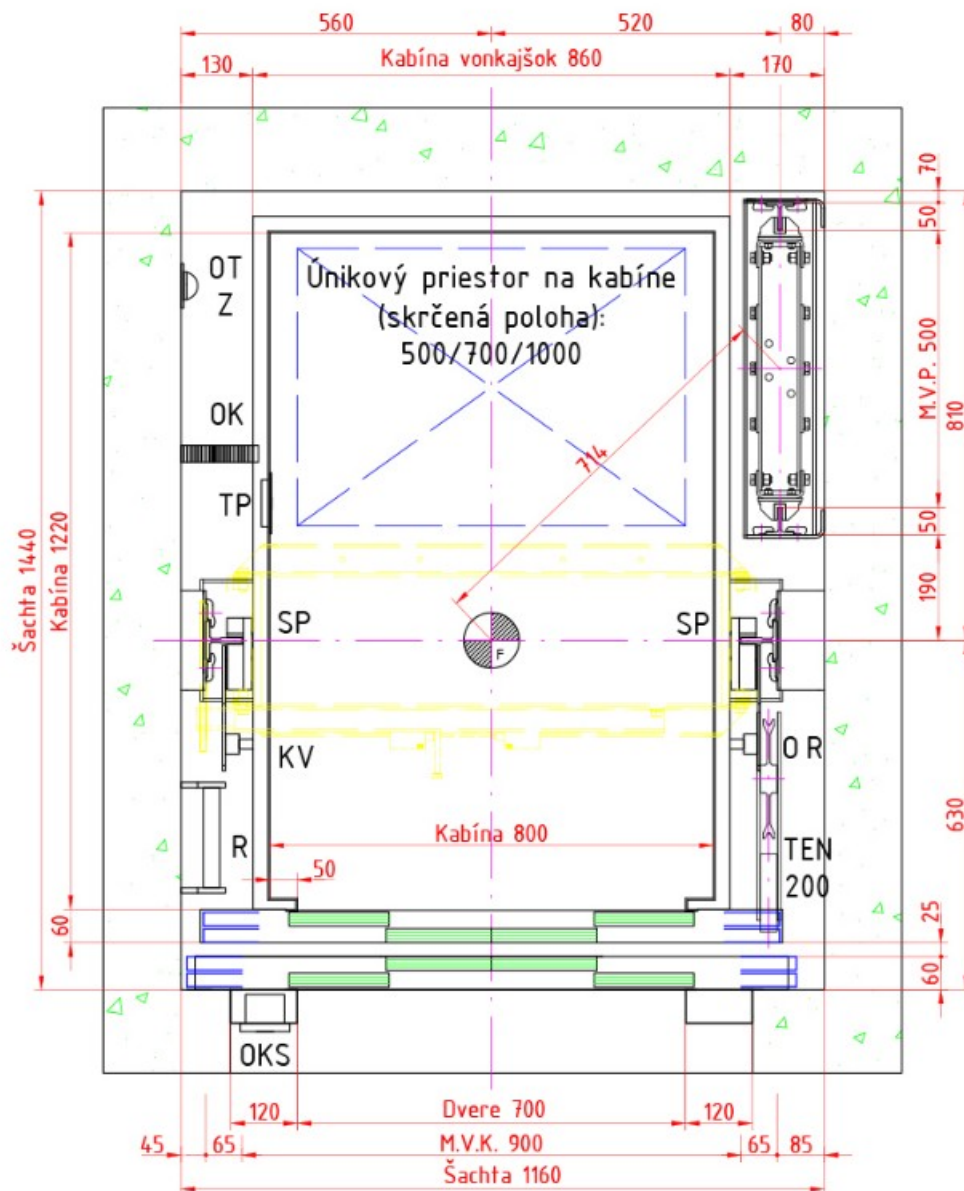 560
520
80
130
Kabína vonkajšok 860
170
70
50
OT
Z
Únikový priestor na kabíne
(skrčená poloha):
500/700/1000
M.V.P. 500
810
OK
714
TP
50
Šachta 1440
Kabína 1220
190
SP
SP
F
KV
O R
630
Kabína 800
R
50
TEN
200
60
25
60
OKS
120
Dvere 700
120
45
65
M.V.K. 900
65
85
Šachta 1160